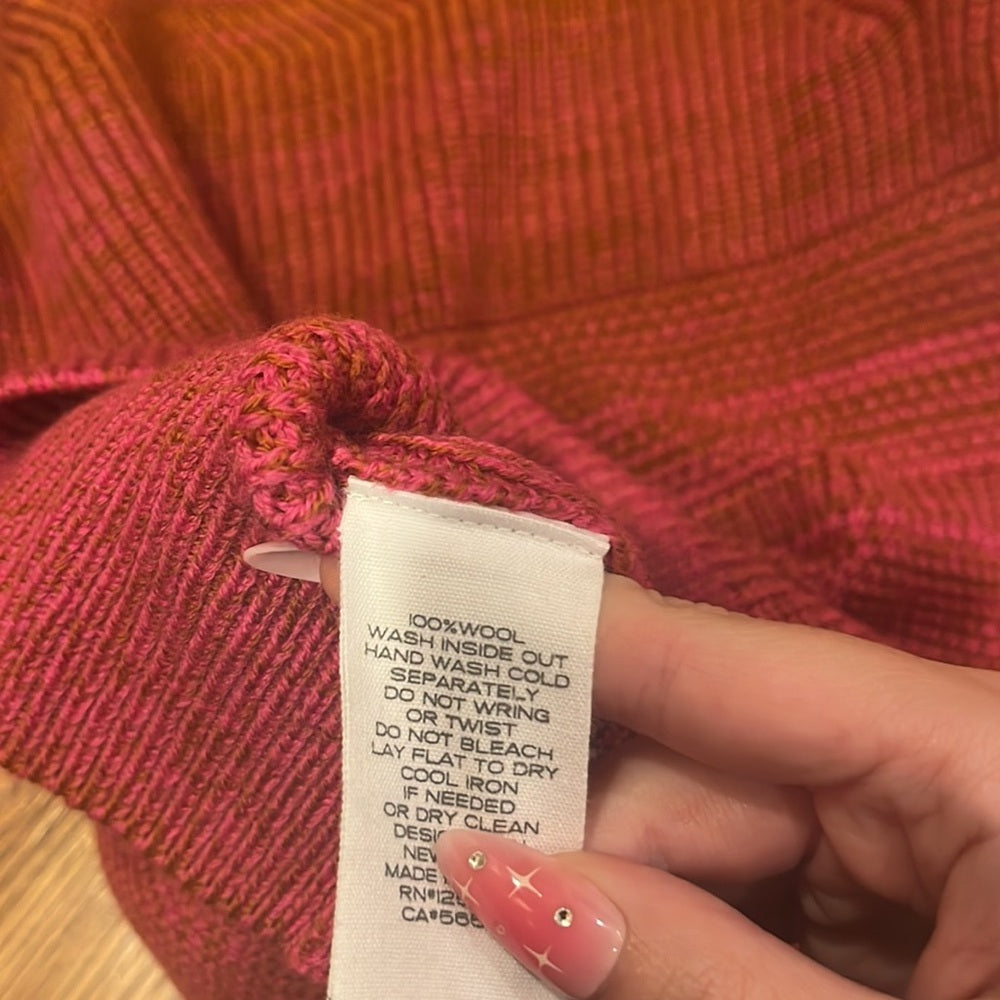 100%WOOL
WASH INSIDE OUT
HAND WASH COLD
SEPARATELY
DO NOT WRING
OR TWIST
DO NOT BLEACH
LAY FLAT TO DRY
COOL IRON
IF NEEDED
OR DRY CLEAN
MADE